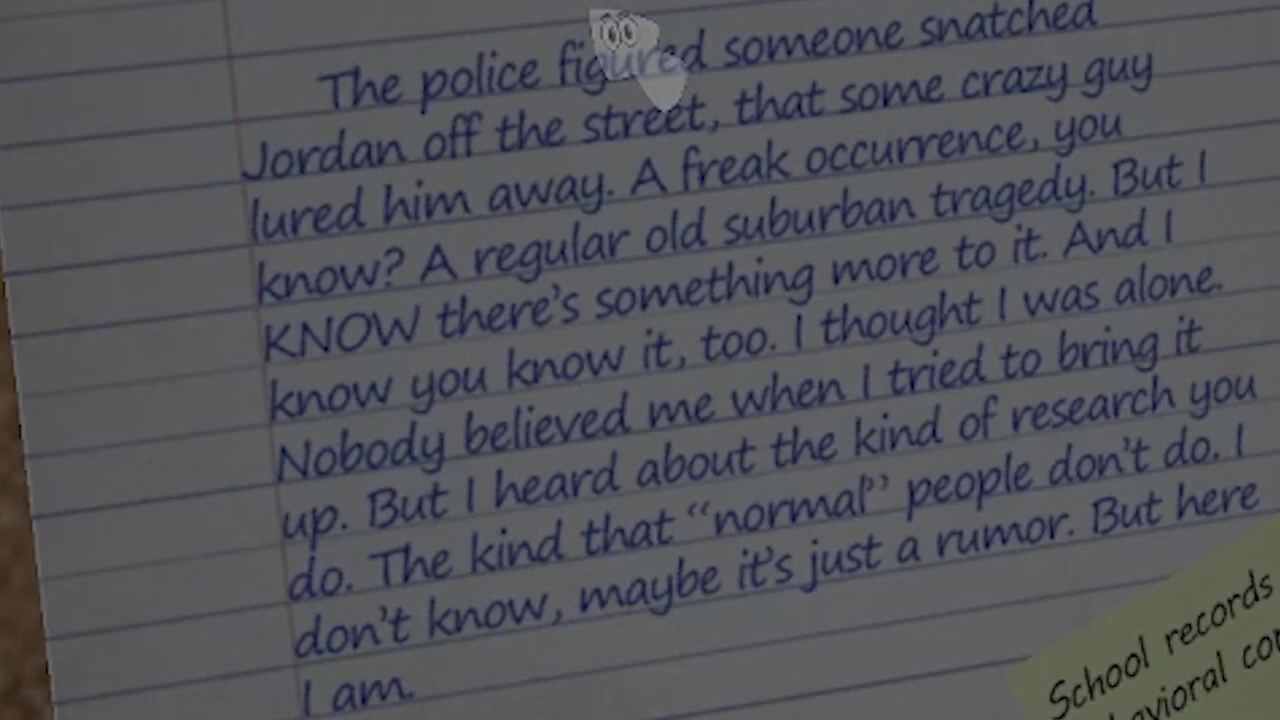 The police figured someone snatched
Jordan off the street, that some crazy guy
lured him away. A freak occurrence, you
know? A regular old suburban tragedy. But I
KNOW there's something more to it. And I
know you know it, too. I thought I was alone.
Nobody believed me when I tried to bring it
up. But I heard about the kind of research you
do. The kind that “normal” people don't do. I
don't know, maybe it's just a rumor. But here
I am.
School records